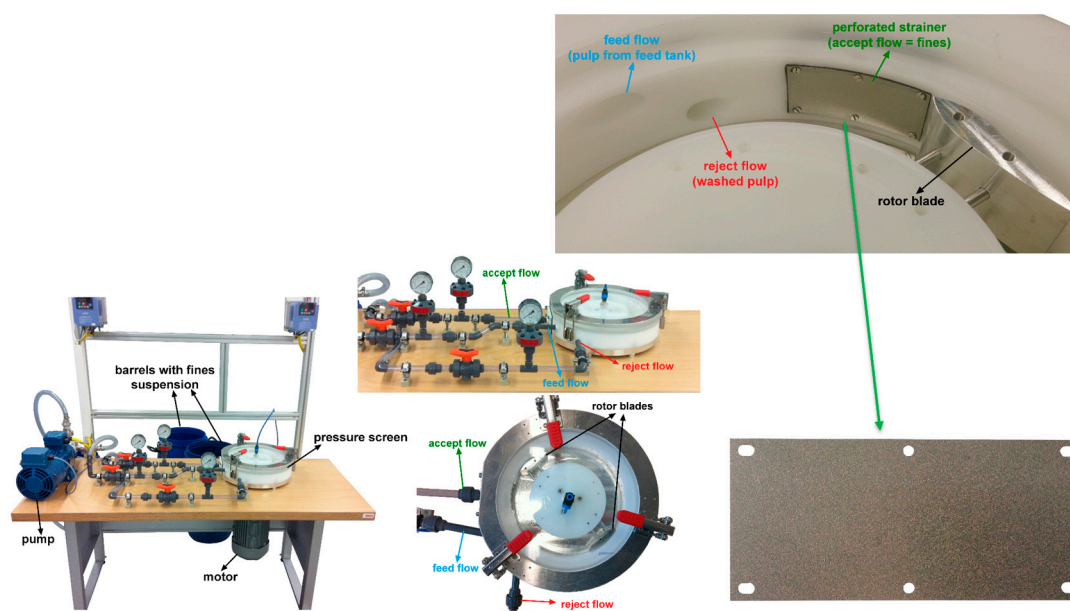 feed flow
(pulp from feed tank)
perforated strainer
(accept flow = fines)
reject flow
(washed pulp)
rotor blade
accept flow
reject flow
feed flow
barrels with fines
suspension
pressure screen
pump
motor
rotor blades
accept flow
feed flow
reject flow